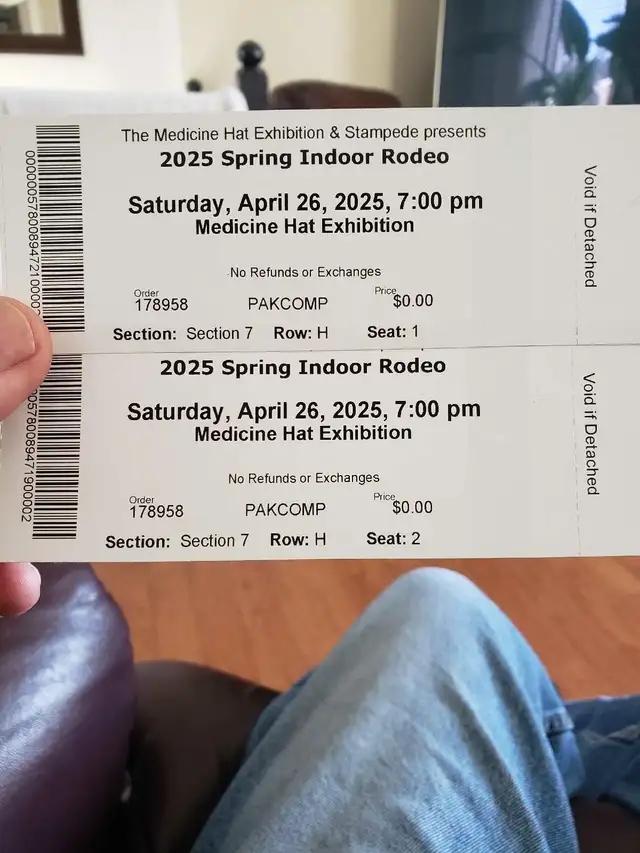 The Medicine Hat Exhibition & Stampede presents
2025 Spring Indoor Rodeo
Saturday, April 26, 2025, 7:00 pm
Medicine Hat Exhibition
No Refunds or Exchanges
Order
178958
PAKCOMP
Price
$0.00
Section: Section 7 Row: H Seat: 1
Void if Detached
2025 Spring Indoor Rodeo
Saturday, April 26, 2025, 7:00 pm
Medicine Hat Exhibition
No Refunds or Exchanges
Order
178958
PAKCOMP
Price
$0.00
Section: Section 7 Row: H Seat: 2
Void if Detached